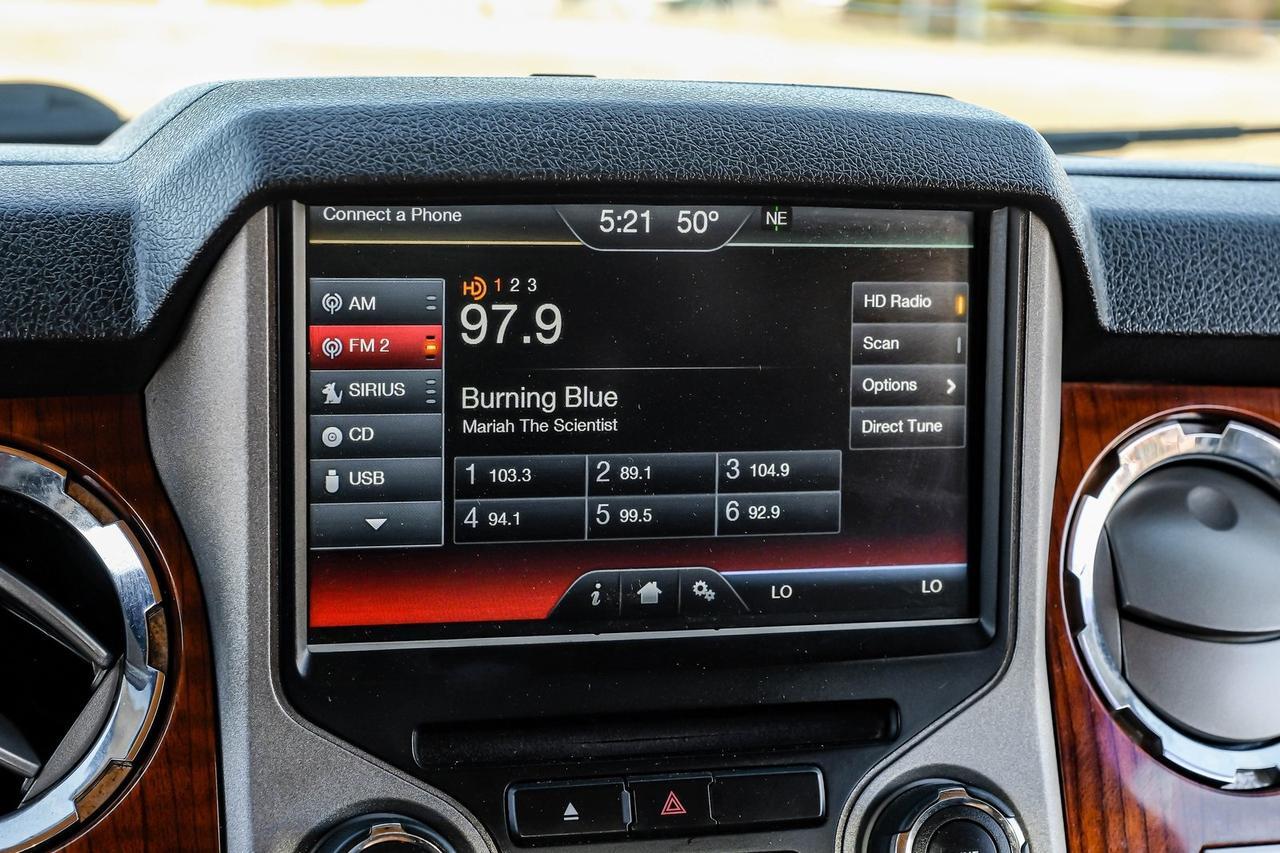 Connect a Phone
5:21 50° NE
AM
FM 2
SIRIUS
CD
USB
HD 1 2 3
97.9
Burning Blue
Mariah The Scientist
1 103.3 2 89.1 3 104.9
4 94.1 5 99.5 6 92.9
HD Radio
Scan
Options
Direct Tune
i
LO LO